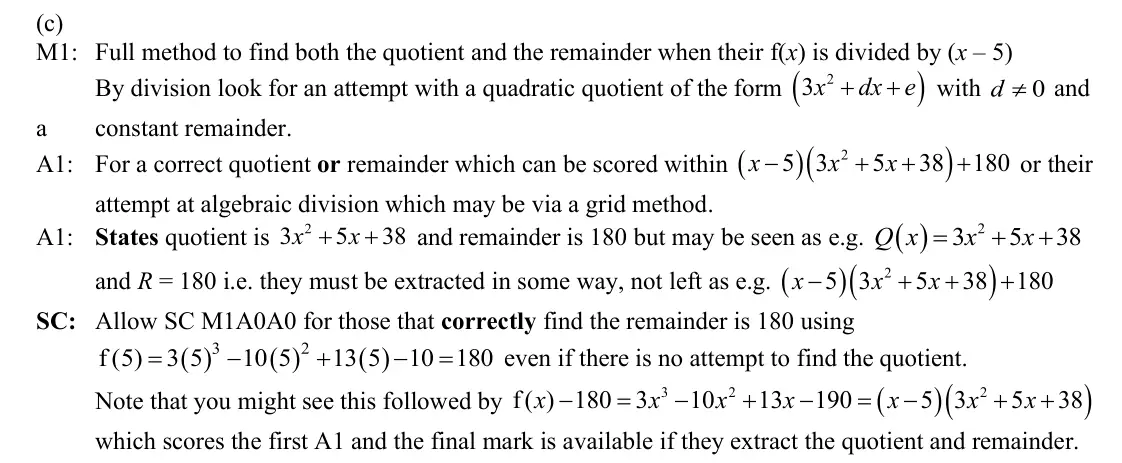 (c)
M1: Full method to find both the quotient and the remainder when their f(x) is divided by (x – 5)
By division look for an attempt with a quadratic quotient of the form (3x² + dx + e) with d ≠ 0 and
a constant remainder.
A1: For a correct quotient or remainder which can be scored within (x − 5)(3x² + 5x + 38) + 180 or their
attempt at algebraic division which may be via a grid method.
A1: States quotient is 3x² + 5x + 38 and remainder is 180 but may be seen as e.g. Q(x) = 3x² + 5x + 38
and R = 180 i.e. they must be extracted in some way, not left as e.g. (x − 5)(3x² + 5x + 38) + 180
SC: Allow SC M1A0A0 for those that correctly find the remainder is 180 using
f(5) = 3(5)³ − 10(5)² + 13(5) − 10 = 180 even if there is no attempt to find the quotient.
Note that you might see this followed by f(x) − 180 = 3x³ − 10x² + 13x − 190 = (x − 5)(3x² + 5x + 38)
which scores the first A1 and the final mark is available if they extract the quotient and remainder.